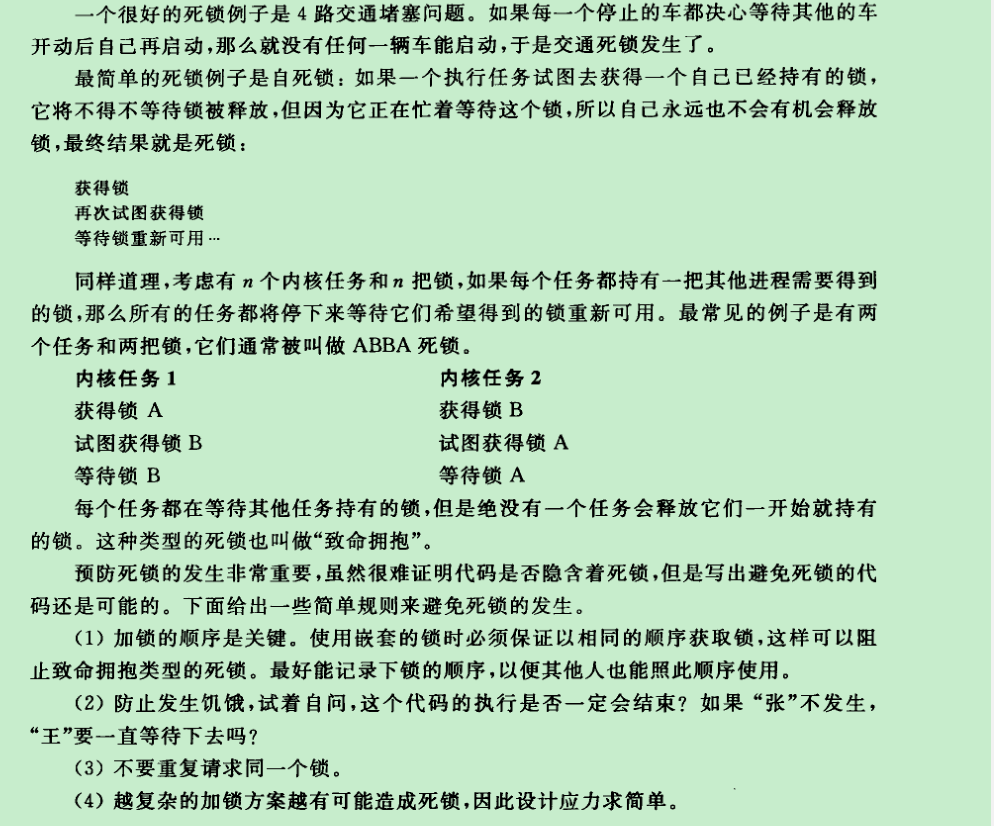 一个很好的死锁例子是 4 路交通堵塞问题。如果每一个停止的车都决心等待其他的车
开动后自己再启动,那么就没有任何一辆车能启动,于是交通死锁发生了。
最简单的死锁例子是自死锁:如果一个执行任务试图去获得一个自己已经持有的锁,
它将不得不等待锁被释放,但因为它正在忙着等待这个锁,所以自己永远也不会有机会释放
锁,最终结果就是死锁:
获得锁
再次试图获得锁
等待锁重新可用…
同样道理,考虑有 n 个内核任务和 n 把锁,如果每个任务都持有一把其他进程需要得到
的锁,那么所有的任务都将停下来等待它们希望得到的锁重新可用。最常见的例子是有两
个任务和两把锁,它们通常被叫做 ABBA 死锁。
内核任务 1 内核任务 2
获得锁 A 获得锁 B
试图获得锁 B 试图获得锁 A
等待锁 B 等待锁 A
每个任务都在等待其他任务持有的锁,但是绝没有一个任务会释放它们一开始就持有
的锁。这种类型的死锁也叫做“致命拥抱”。
预防死锁的发生非常重要,虽然很难证明代码是否隐含着死锁,但是写出避免死锁的代
码还是可能的。下面给出一些简单规则来避免死锁的发生。
(1) 加锁的顺序是关键。使用嵌套的锁时必须保证以相同的顺序获取锁,这样可以阻
止致命拥抱类型的死锁。最好能记录下锁的顺序,以便其他人也能照此顺序使用。
(2) 防止发生饥饿,试着自问,这个代码的执行是否一定会结束? 如果“张”不发生,
“王”要一直等待下去吗?
(3) 不要重复请求同一个锁。
(4) 越复杂的加锁方案越有可能造成死锁,因此设计应力求简单。